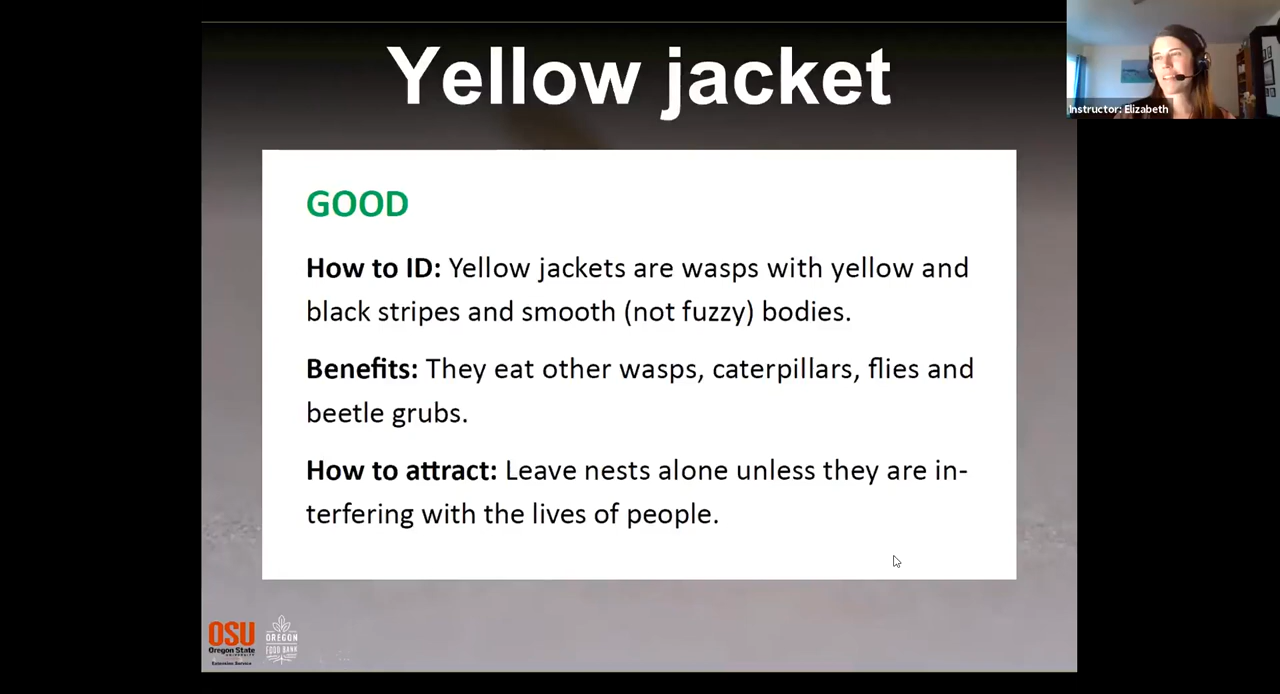 Yellow jacket
Instructor: Elizabeth
GOOD
How to ID: Yellow jackets are wasps with yellow and
black stripes and smooth (not fuzzy) bodies.
Benefits: They eat other wasps, caterpillars, flies and
beetle grubs.
How to attract: Leave nests alone unless they are in-
terfering with the lives of people.
OSU
Oregon State
UNIVERSITY
Extension Service
OREGON
FOOD BANK